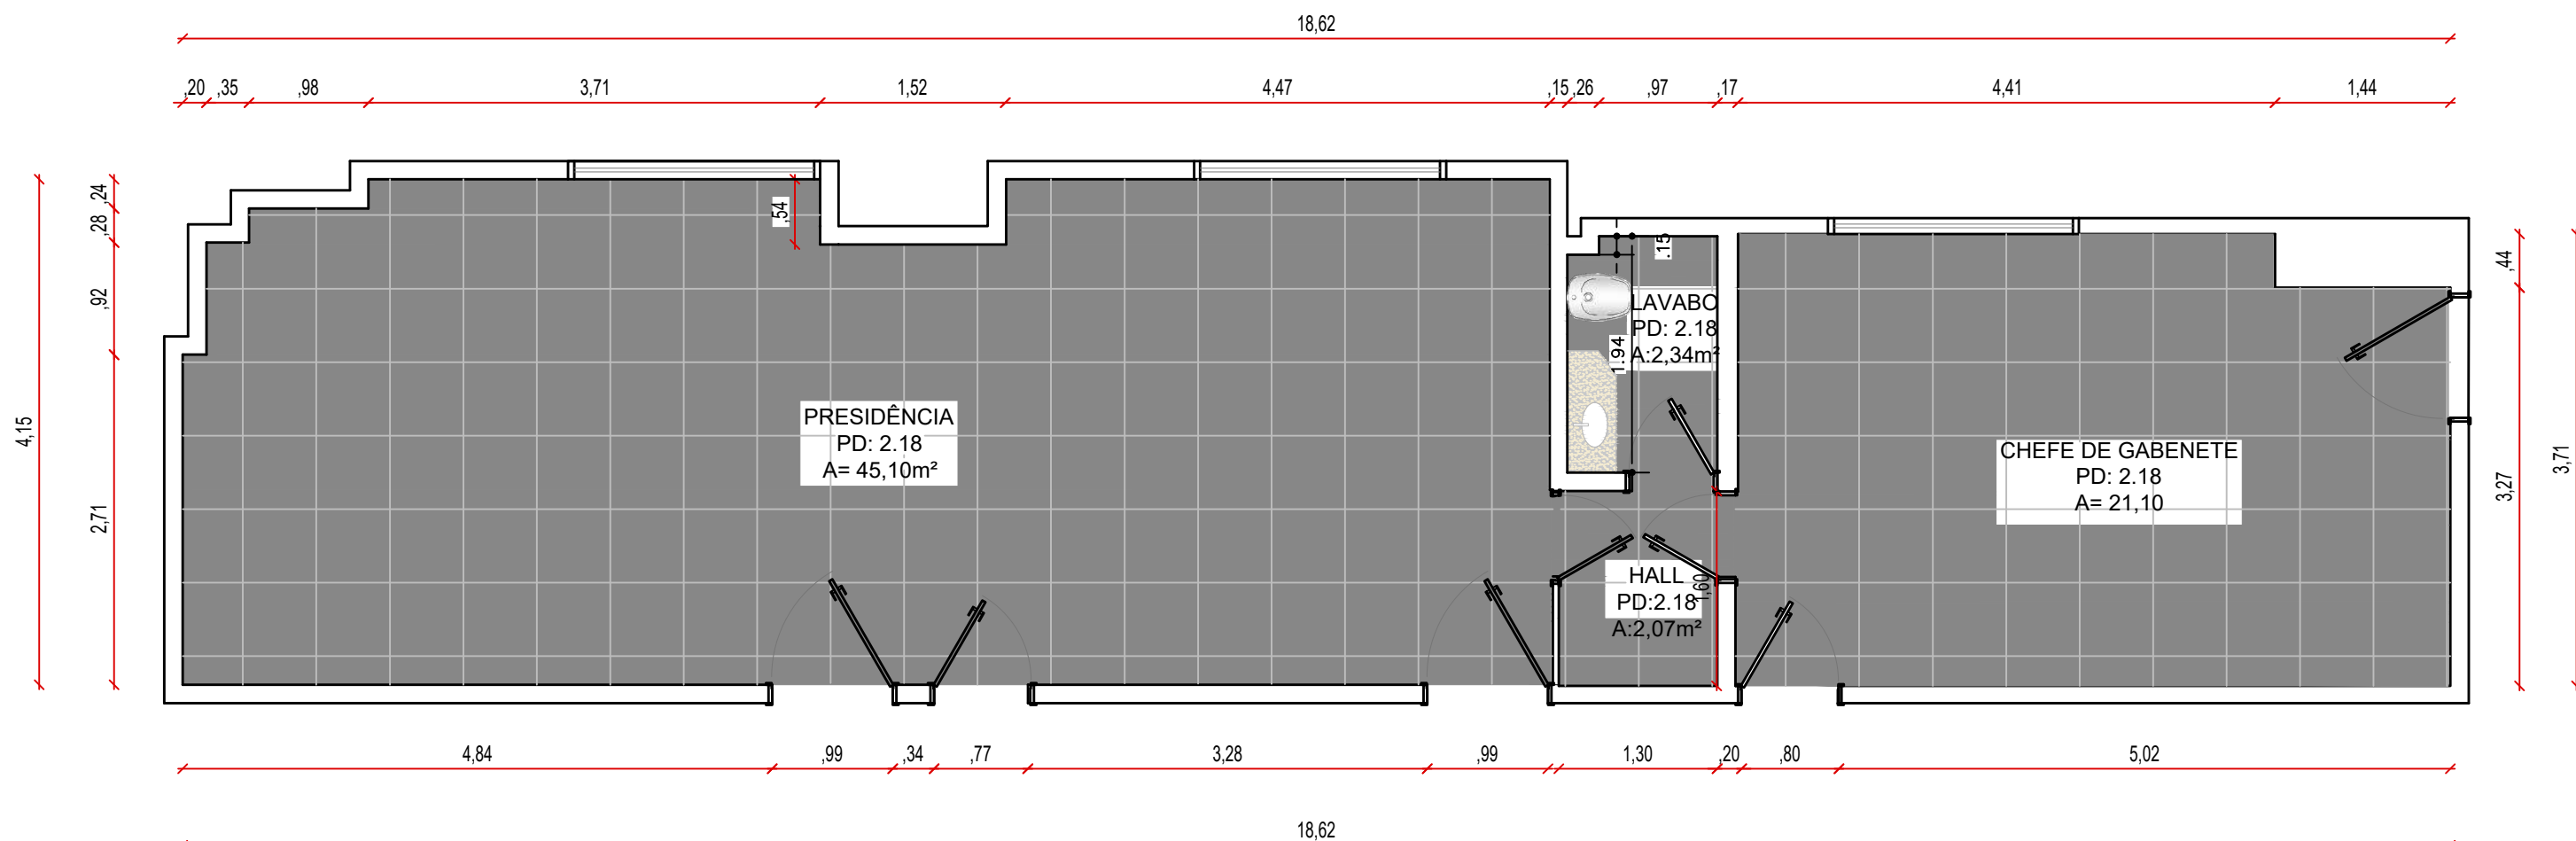 18,62
,20 ,35 ,98 3,71 1,52 4,47 ,15 ,26 ,97 ,17 4,41 1,44
,24
,28
,92
2,71
4,15
,54
.15
LAVABO
PD: 2.18
A:2,34m²
1.94
PRESIDÊNCIA
PD: 2.18
A= 45,10m²
CHEFE DE GABENETE
PD: 2.18
A= 21,10
HALL
PD:2.18
A:2,07m²
1,60
,44
3,27
3,71
4,84 ,99 ,34 ,77 3,28 ,99 1,30 ,20 ,80 5,02
18,62